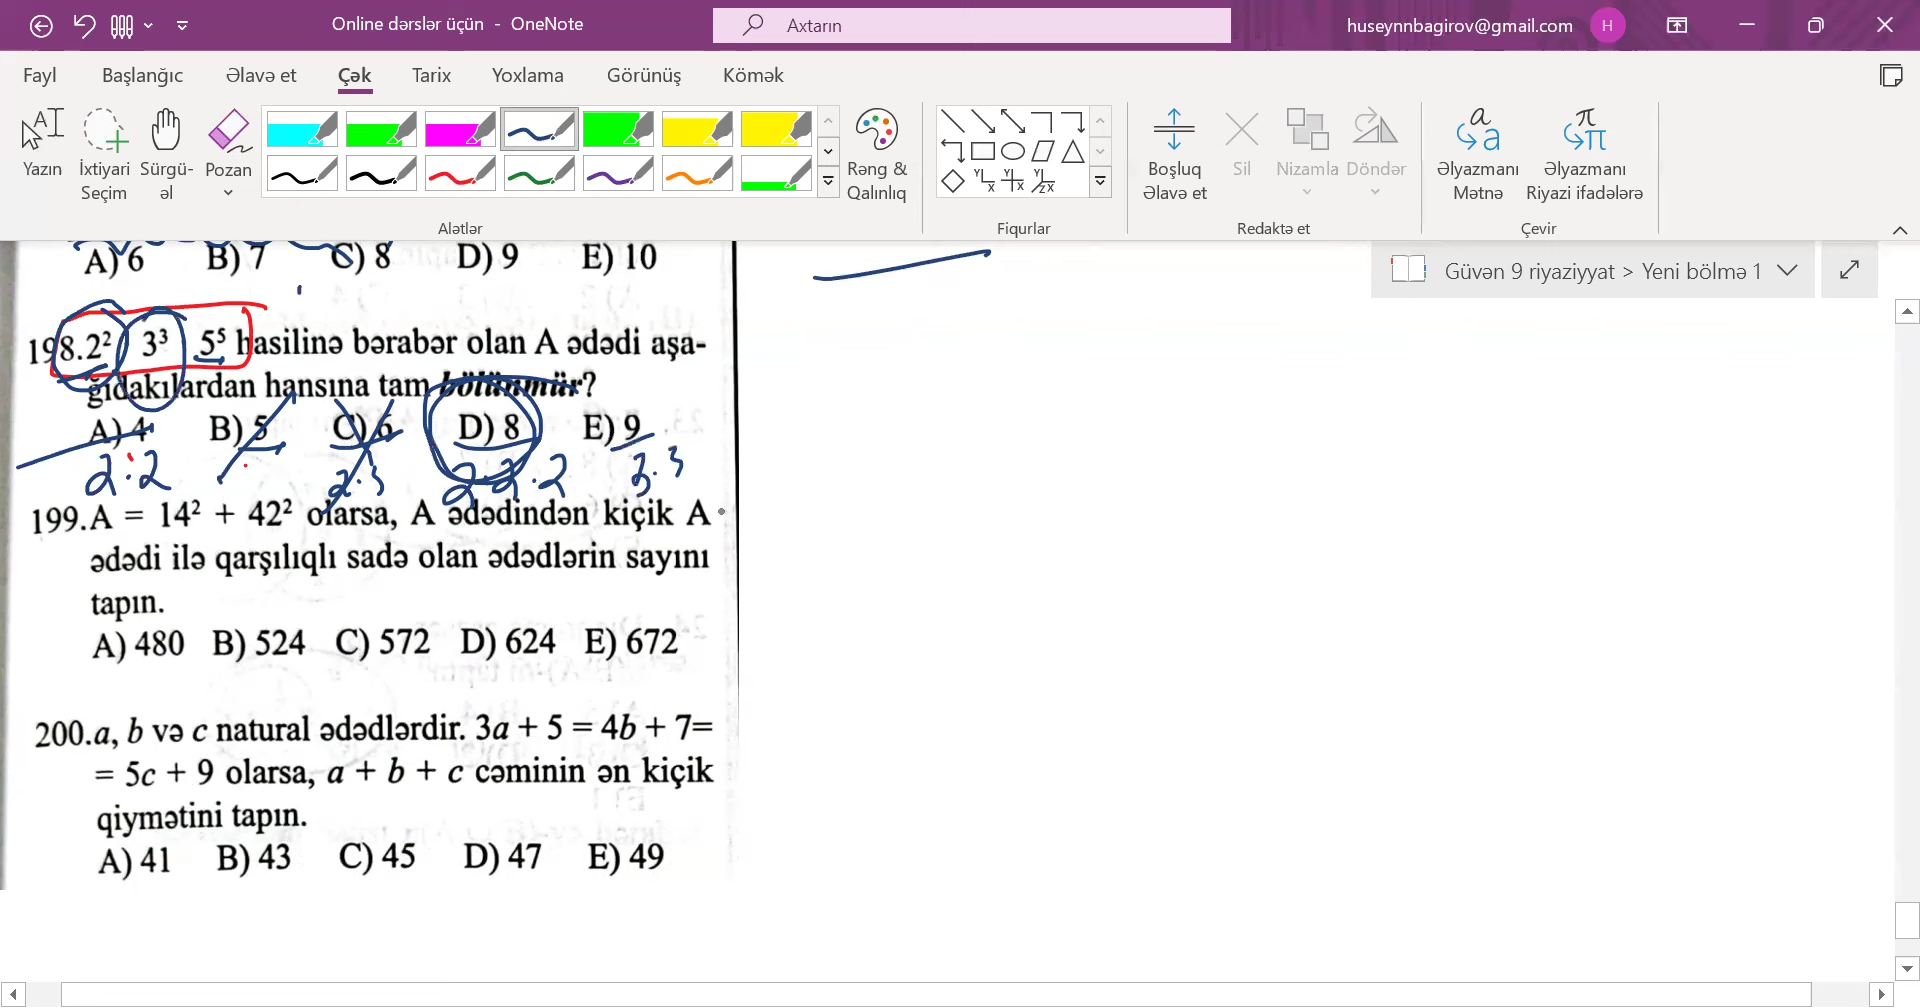 Online dərslər üçün - OneNote
Axtarın
huseynnbagirov@gmail.com
H
Fayl Başlanğıc Əlavə et Çək Tarix Yoxlama Görünüş Kömək
Yazın
İxtiyari Seçim
Sürgü-əl
Pozan
Rəng & Qalınlıq
Boşluq Əlavə et
Sil
Nizamla
Döndər
Əlyazmanı Mətnə
Əlyazmanı Riyazi ifadələrə
Alətlər Fiqurlar Redaktə et Çevir
Güvən 9 riyaziyyat > Yeni bölmə 1
A) 6 B) 7 C) 8 D) 9 E) 10
198. 2² 3³ 5⁵ hasilinə bərabər olan A ədədi aşa-
ğıdakılardan hansına tam bölünmür?
A) 4 B) 5 C) 6 D) 8 E) 9
2·2 2·3 2·2·2 3·3
199. A = 14² + 42² olarsa, A ədədindən kiçik A
ədədi ilə qarşılıqlı sadə olan ədədlərin sayını
tapın.
A) 480 B) 524 C) 572 D) 624 E) 672
200. a, b və c natural ədədlərdir. 3a + 5 = 4b + 7=
= 5c + 9 olarsa, a + b + c cəminin ən kiçik
qiymətini tapın.
A) 41 B) 43 C) 45 D) 47 E) 49